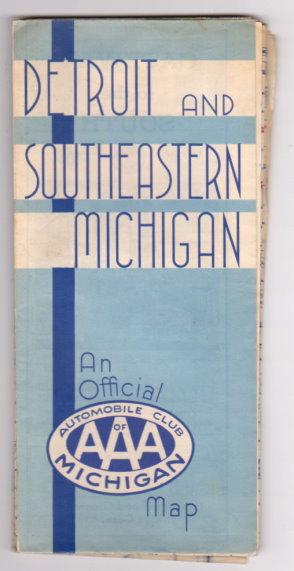 DETROIT AND
SOUTHEASTERN
MICHIGAN
An
Official
AUTOMOBILE CLUB
OF
AAA
MICHIGAN
Map